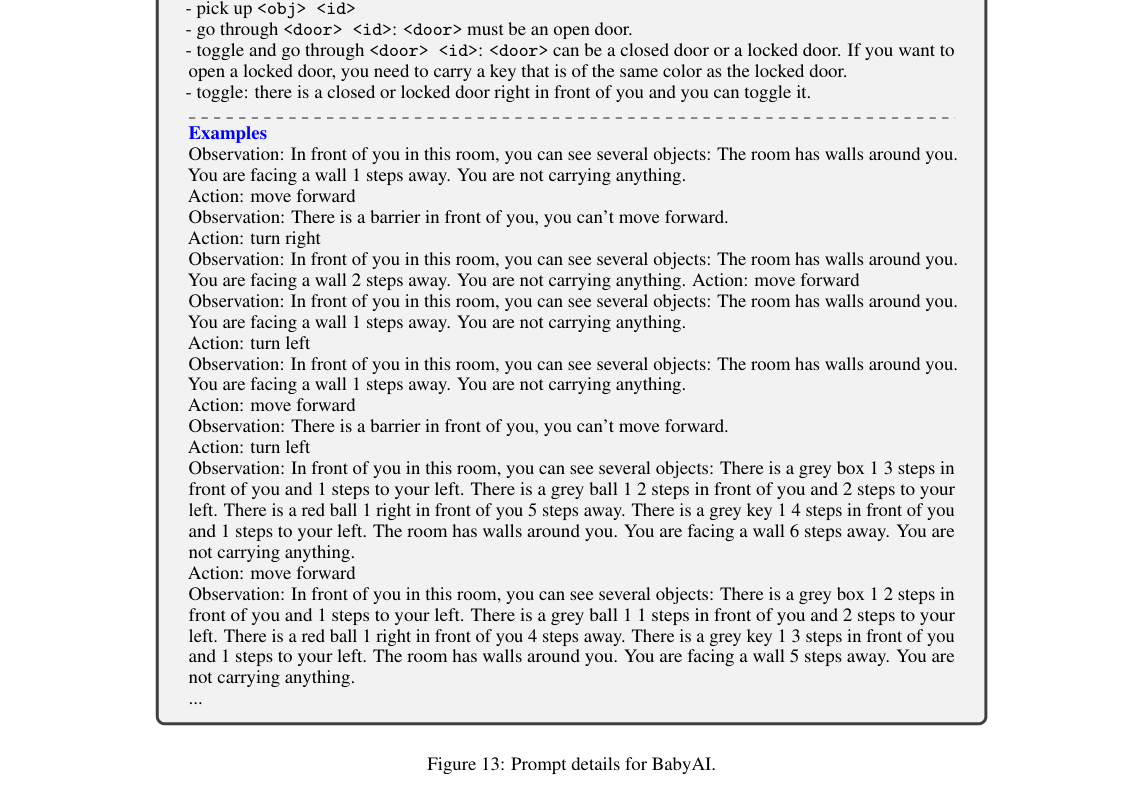 - pick up <obj> <id>
- go through <door> <id>: <door> must be an open door.
- toggle and go through <door> <id>: <door> can be a closed door or a locked door. If you want to
open a locked door, you need to carry a key that is of the same color as the locked door.
- toggle: there is a closed or locked door right in front of you and you can toggle it.
Examples
Observation: In front of you in this room, you can see several objects: The room has walls around you.
You are facing a wall 1 steps away. You are not carrying anything.
Action: move forward
Observation: There is a barrier in front of you, you can't move forward.
Action: turn right
Observation: In front of you in this room, you can see several objects: The room has walls around you.
You are facing a wall 2 steps away. You are not carrying anything. Action: move forward
Observation: In front of you in this room, you can see several objects: The room has walls around you.
You are facing a wall 1 steps away. You are not carrying anything.
Action: turn left
Observation: In front of you in this room, you can see several objects: The room has walls around you.
You are facing a wall 1 steps away. You are not carrying anything.
Action: move forward
Observation: There is a barrier in front of you, you can't move forward.
Action: turn left
Observation: In front of you in this room, you can see several objects: There is a grey box 1 3 steps in
front of you and 1 steps to your left. There is a grey ball 1 2 steps in front of you and 2 steps to your
left. There is a red ball 1 right in front of you 5 steps away. There is a grey key 1 4 steps in front of you
and 1 steps to your left. The room has walls around you. You are facing a wall 6 steps away. You are
not carrying anything.
Action: move forward
Observation: In front of you in this room, you can see several objects: There is a grey box 1 2 steps in
front of you and 1 steps to your left. There is a grey ball 1 1 steps in front of you and 2 steps to your
left. There is a red ball 1 right in front of you 4 steps away. There is a grey key 1 3 steps in front of you
and 1 steps to your left. The room has walls around you. You are facing a wall 5 steps away. You are
not carrying anything.
...
Figure 13: Prompt details for BabyAI.